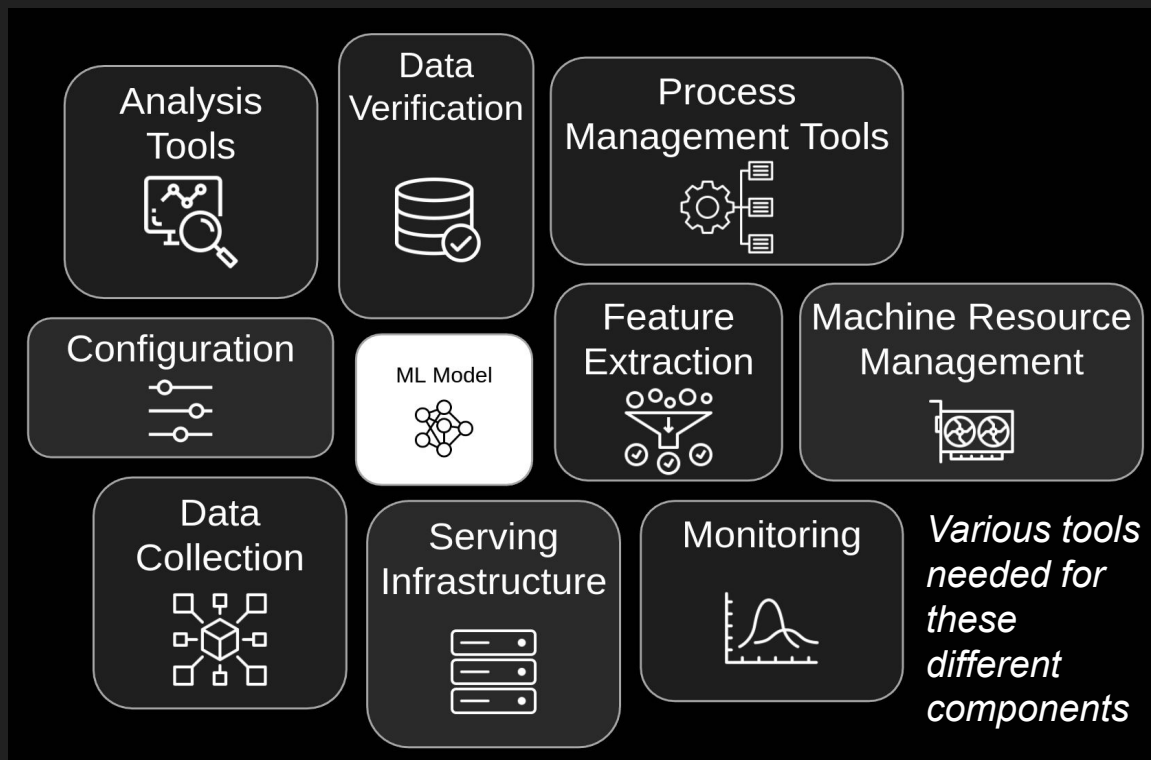 Analysis
Tools
Data
Verification
Process
Management Tools
Configuration
ML Model
Feature
Extraction
Machine Resource
Management
Data
Collection
Serving
Infrastructure
Monitoring
Various tools
needed for
these
different
components